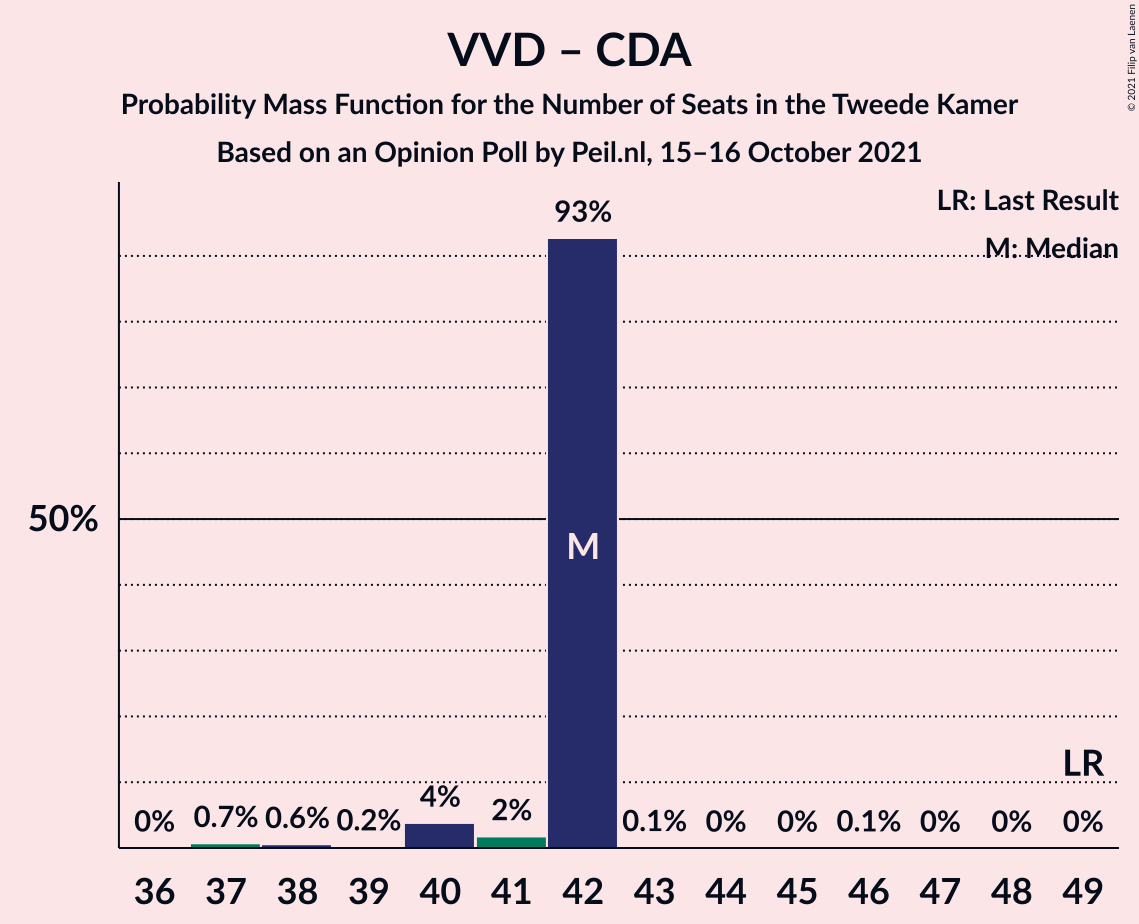 VVD – CDA
Probability Mass Function for the Number of Seats in the Tweede Kamer
Based on an Opinion Poll by Peil.nl, 15–16 October 2021
© 2021 Filip van Laenen
LR: Last Result
M: Median
93%
50%
M
LR
0% 0.7% 0.6% 0.2% 4% 2% 0.1% 0% 0% 0.1% 0% 0% 0%
36 37 38 39 40 41 42 43 44 45 46 47 48 49